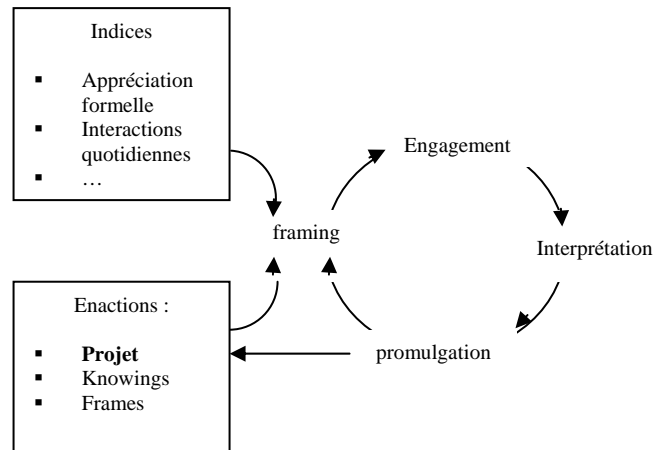 Indices
▪ Appréciation
formelle
▪ Interactions
quotidiennes
▪ …
Engagement
framing
Interprétation
Enactions :
▪ Projet
▪ Knowings
▪ Frames
promulgation